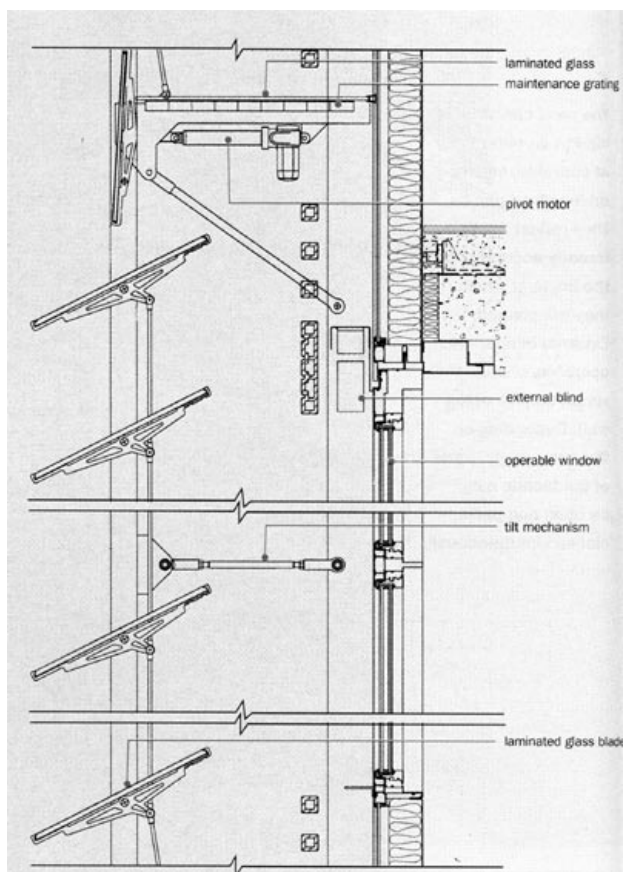 laminated glass
maintenance grating
pivot motor
external blind
operable window
tilt mechanism
laminated glass blade